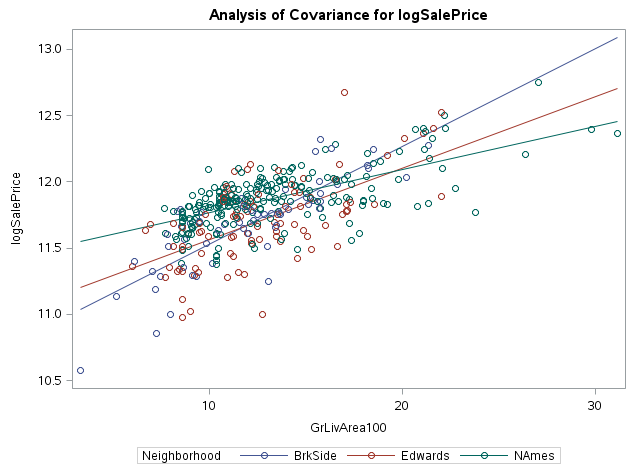 Analysis of Covariance for logSalePrice
13.0
12.5
12.0
11.5
11.0
10.5
logSalePrice
10 20 30
GrLivArea100
Neighborhood BrkSide Edwards NAmes